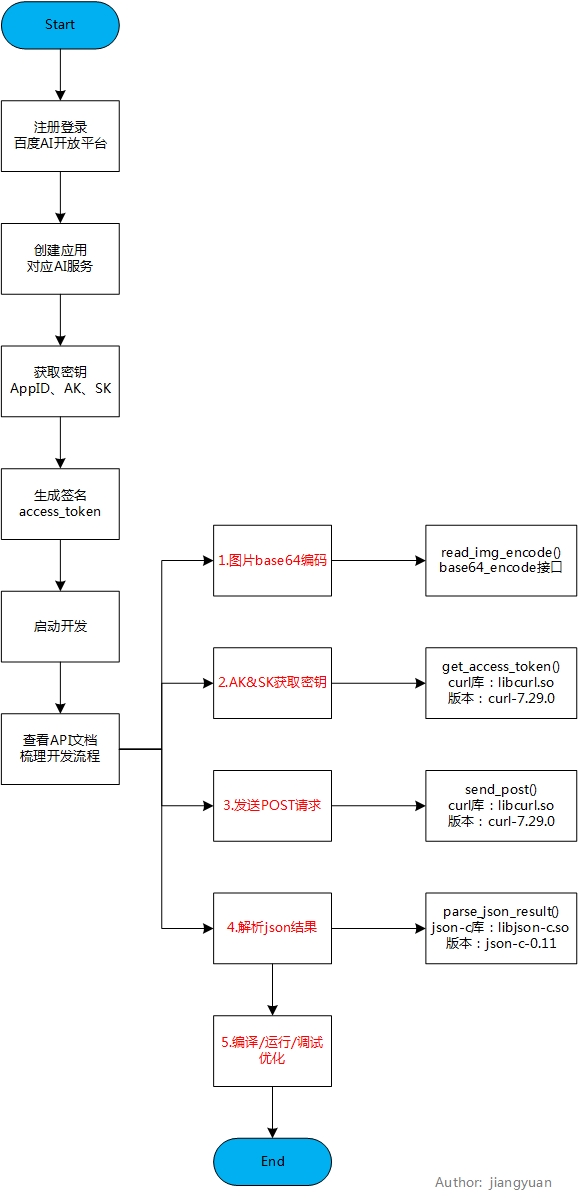 Start
注册登录
百度AI开放平台
创建应用
对应AI服务
获取密钥
AppID、AK、SK
生成签名
access_token
启动开发
查看API文档
梳理开发流程
1.图片base64编码
read_img_encode()
base64_encode接口
2.AK&SK获取密钥
get_access_token()
curl库：libcurl.so
版本：curl-7.29.0
3.发送POST请求
send_post()
curl库：libcurl.so
版本：curl-7.29.0
4.解析json结果
parse_json_result()
json-c库：libjson-c.so
版本：json-c-0.11
5.编译/运行/调试
优化
End
Author: jiangyuan